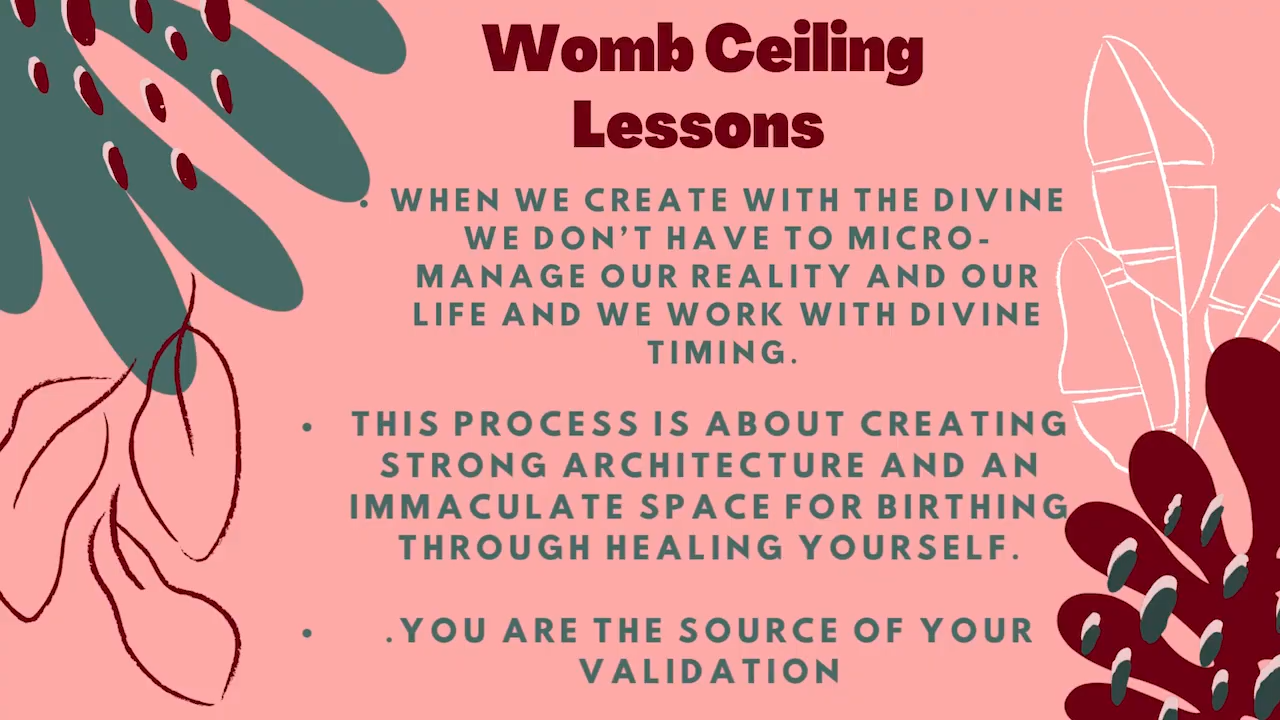 Womb Ceiling
Lessons
• WHEN WE CREATE WITH THE DIVINE
WE DON'T HAVE TO MICRO-
MANAGE OUR REALITY AND OUR
LIFE AND WE WORK WITH DIVINE
TIMING.
• THIS PROCESS IS ABOUT CREATING
STRONG ARCHITECTURE AND AN
IMMACULATE SPACE FOR BIRTHING
THROUGH HEALING YOURSELF.
• .YOU ARE THE SOURCE OF YOUR
VALIDATION